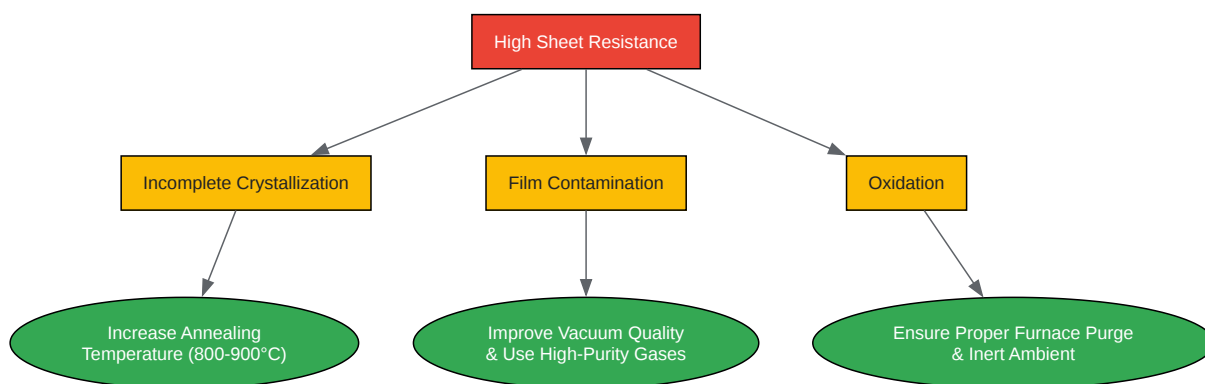 High Sheet Resistance
Incomplete Crystallization
Film Contamination
Oxidation
Increase Annealing
Temperature (800-900°C)
Improve Vacuum Quality
& Use High-Purity Gases
Ensure Proper Furnace Purge
& Inert Ambient